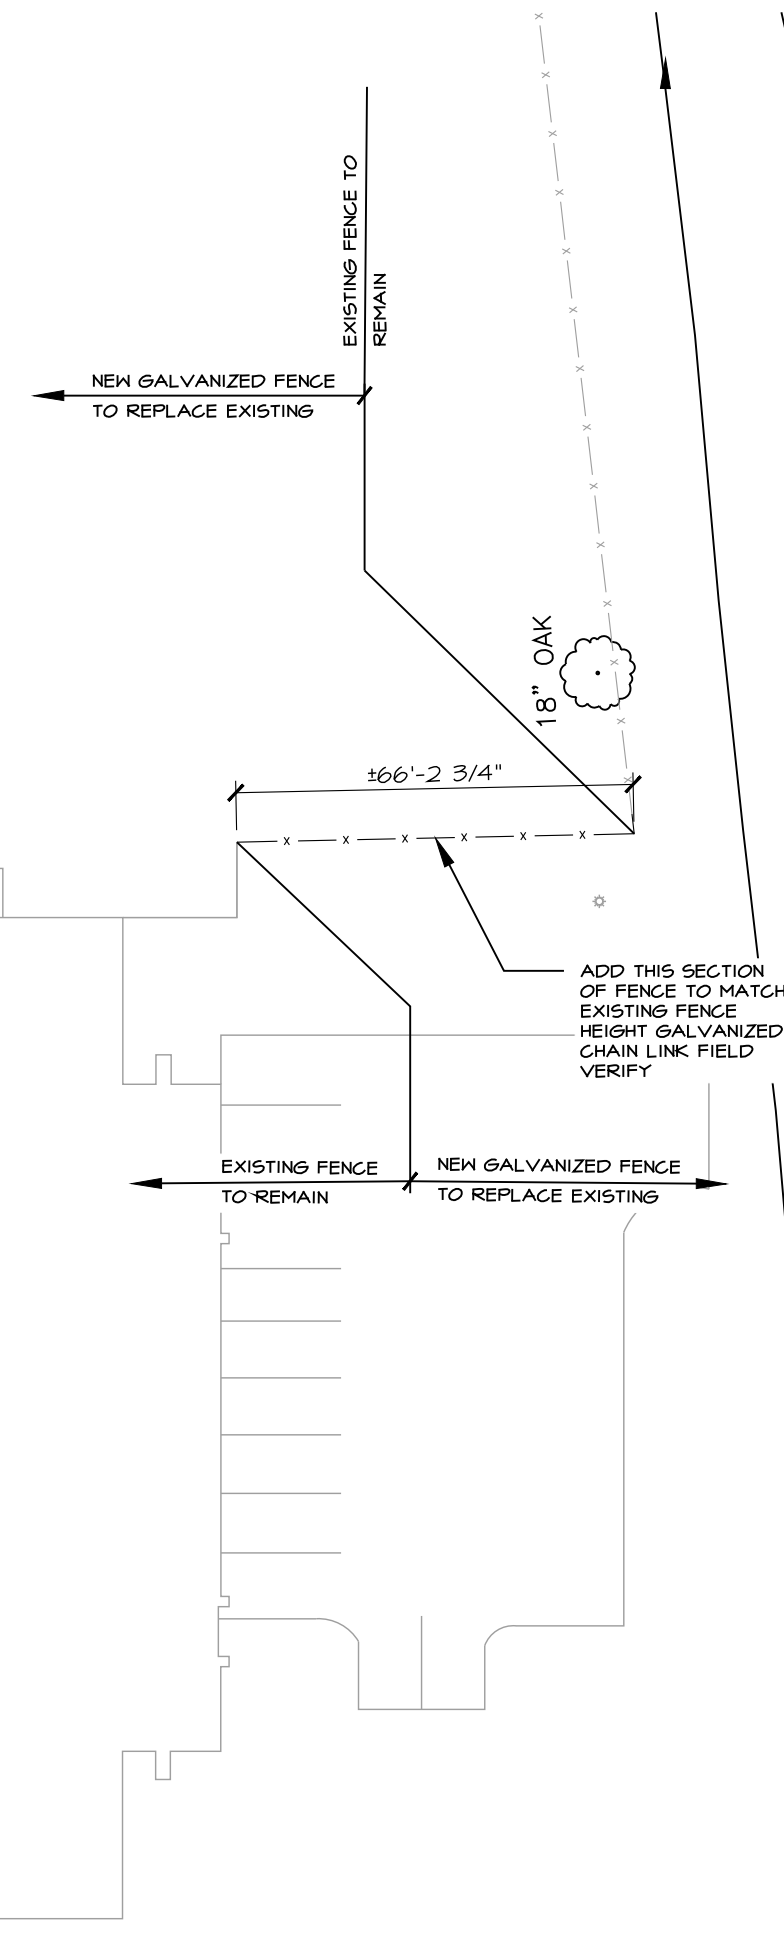 EXISTING FENCE TO
REMAIN
NEW GALVANIZED FENCE
TO REPLACE EXISTING
18" OAK
±66'-2 3/4"
x x x x x x
ADD THIS SECTION
OF FENCE TO MATCH
EXISTING FENCE
HEIGHT GALVANIZED
CHAIN LINK FIELD
VERIFY
EXISTING FENCE
TO REMAIN
NEW GALVANIZED FENCE
TO REPLACE EXISTING